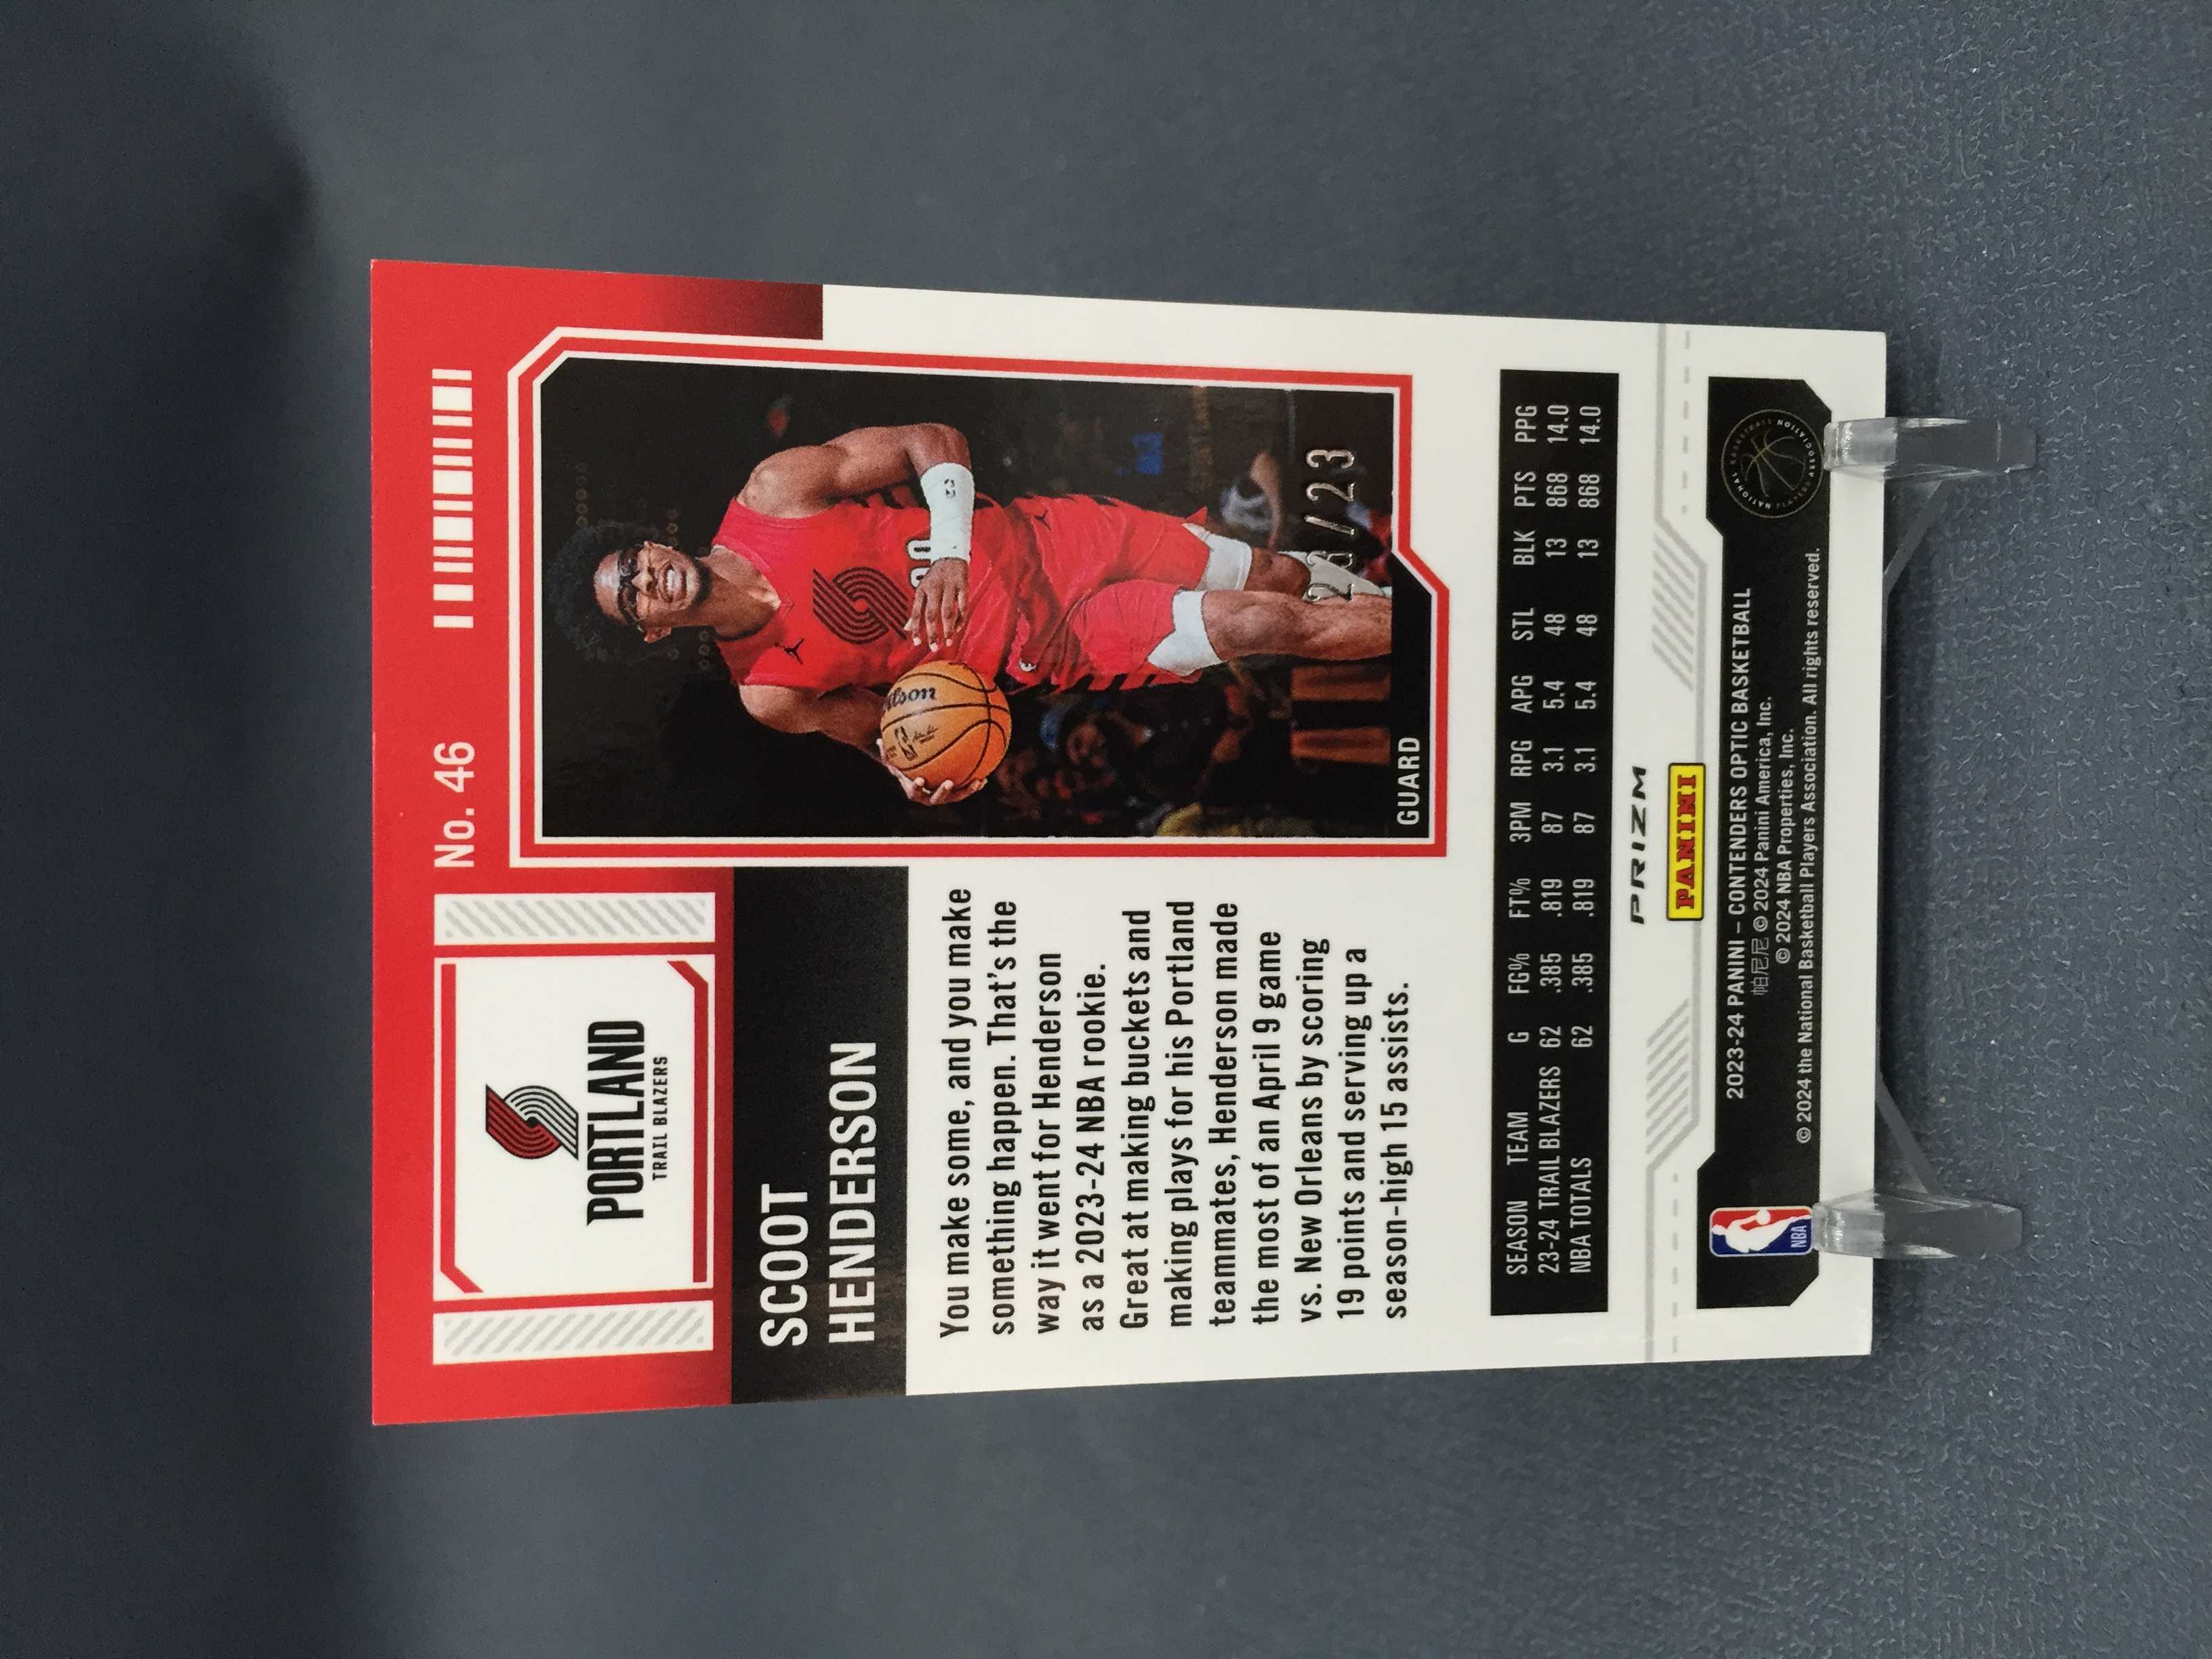 No. 46
PORTLAND
TRAIL BLAZERS
SCOOT
HENDERSON
You make some, and you make
something happen. That's the
way it went for Henderson
as a 2023-24 NBA rookie.
Great at making buckets and
making plays for his Portland
teammates, Henderson made
the most of an April 9 game
vs. New Orleans by scoring
19 points and serving up a
season-high 15 assists.
23/23
GUARD
SEASON TEAM G FG% FT% 3PM RPG APG STL BLK PTS PPG
23-24 TRAIL BLAZERS 62 .385 .819 87 3.1 5.4 48 13 868 14.0
NBA TOTALS 62 .385 .819 87 3.1 5.4 48 13 868 14.0
PRIZM
PANINI
2023-24 PANINI – CONTENDERS OPTIC BASKETBALL
帕尼尼 © 2024 Panini America, Inc.
© 2024 NBA Properties, Inc.
© 2024 the National Basketball Players Association. All rights reserved.
NBA
NATIONAL BASKETBALL PLAYERS ASSOCIATION